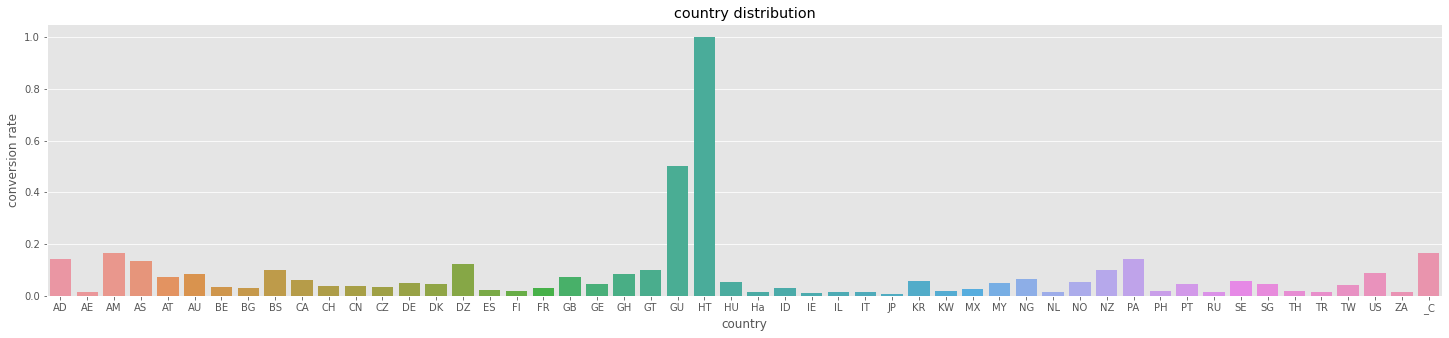 country distribution
conversion rate
1.0
0.8
0.6
0.4
0.2
0.0
AD AE AM AS AT AU BE BG BS CA CH CN CZ DE DK DZ ES FI FR GB GE GH GT GU HT HU Ha ID IE IL IT JP KR KW MX MY NG NL NO NZ PA PH PT RU SE SG TH TR TW US ZA _C
country